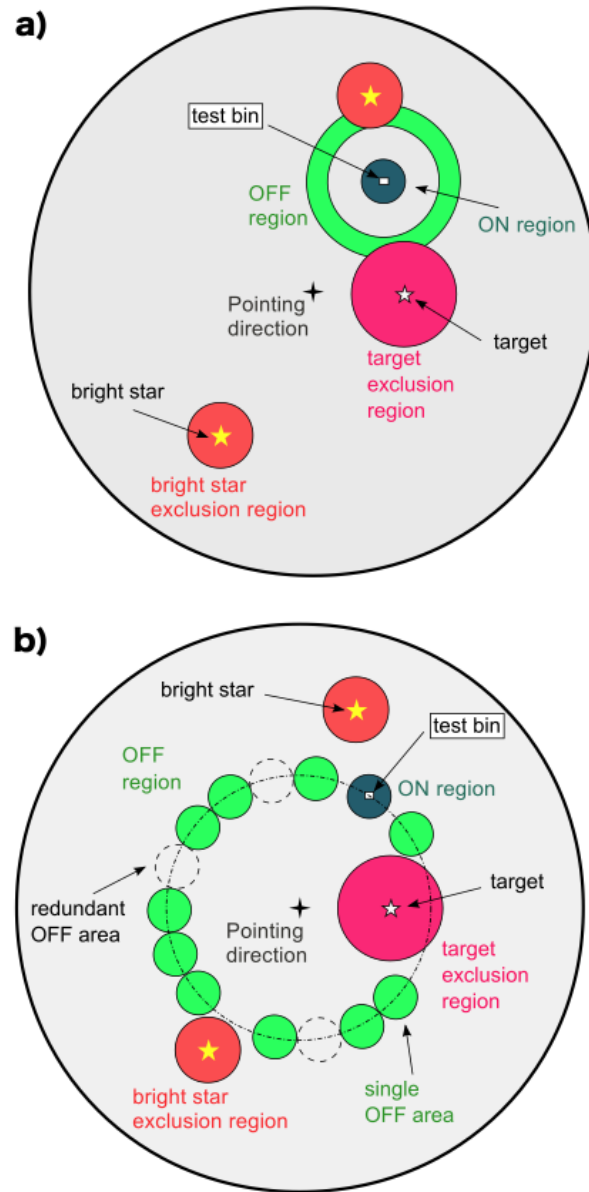 a)
test bin
OFF
region
ON region
Pointing
direction
target
target
exclusion
region
bright star
bright star
exclusion region
b)
bright star
test bin
OFF
region
ON region
target
redundant
OFF area
Pointing
direction
target
exclusion
region
bright star
exclusion region
single
OFF area